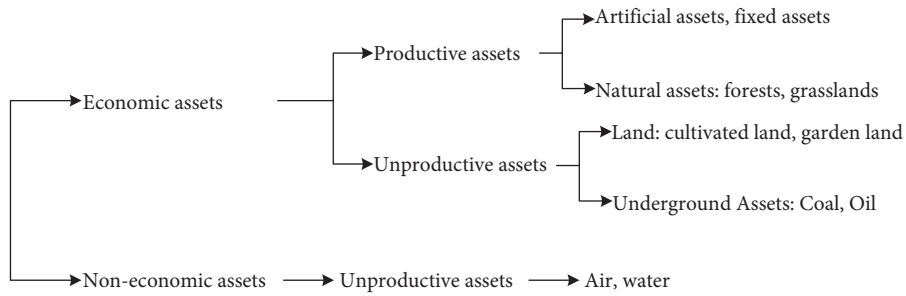 Artificial assets, fixed assets
Productive assets
Natural assets: forests, grasslands
Economic assets
Land: cultivated land, garden land
Unproductive assets
Underground Assets: Coal, Oil
Non-economic assets
Unproductive assets
Air, water